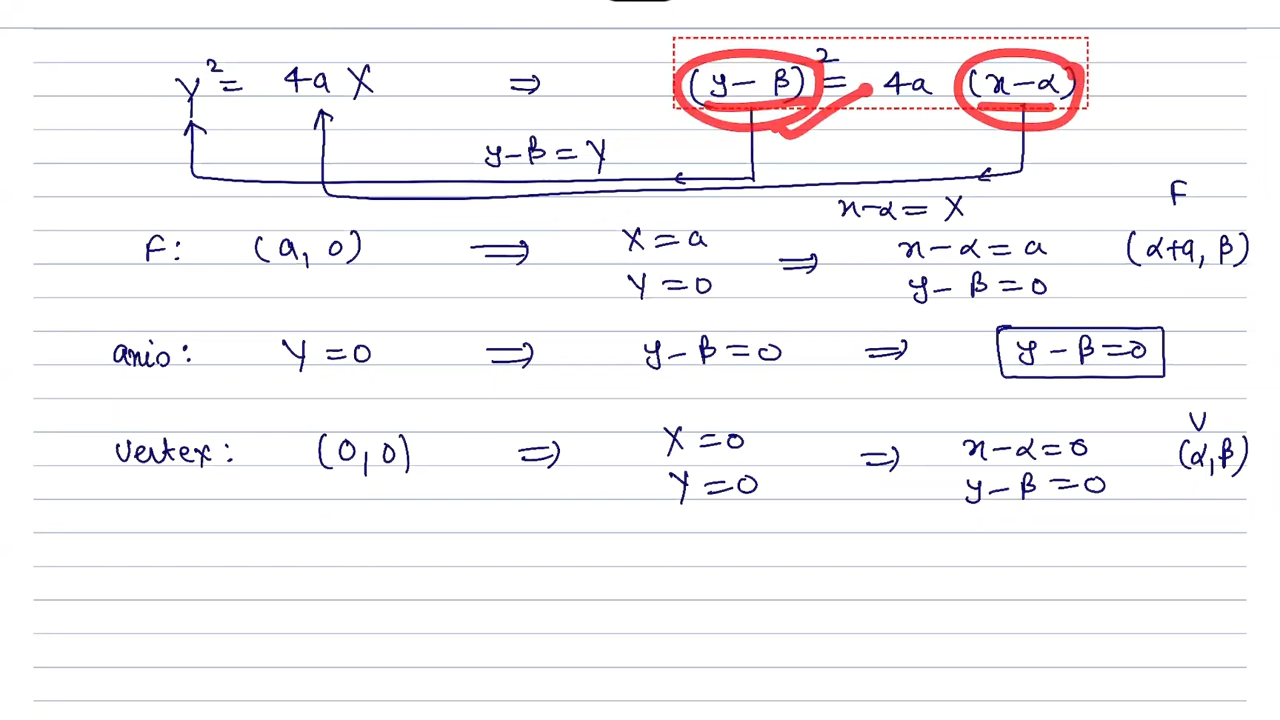 Y² = 4a X ⇒ (y − β)² = 4a (x − α)
y − β = Y
x − α = X
F
F: (a, 0) ⟹ X = a ⟹ x − α = a (α+a, β)
Y = 0 y − β = 0
axis: Y = 0 ⟹ y − β = 0 ⟹ y − β = 0
V
vertex: (0, 0) ⟹ X = 0 ⟹ x − α = 0 (α, β)
Y = 0 y − β = 0